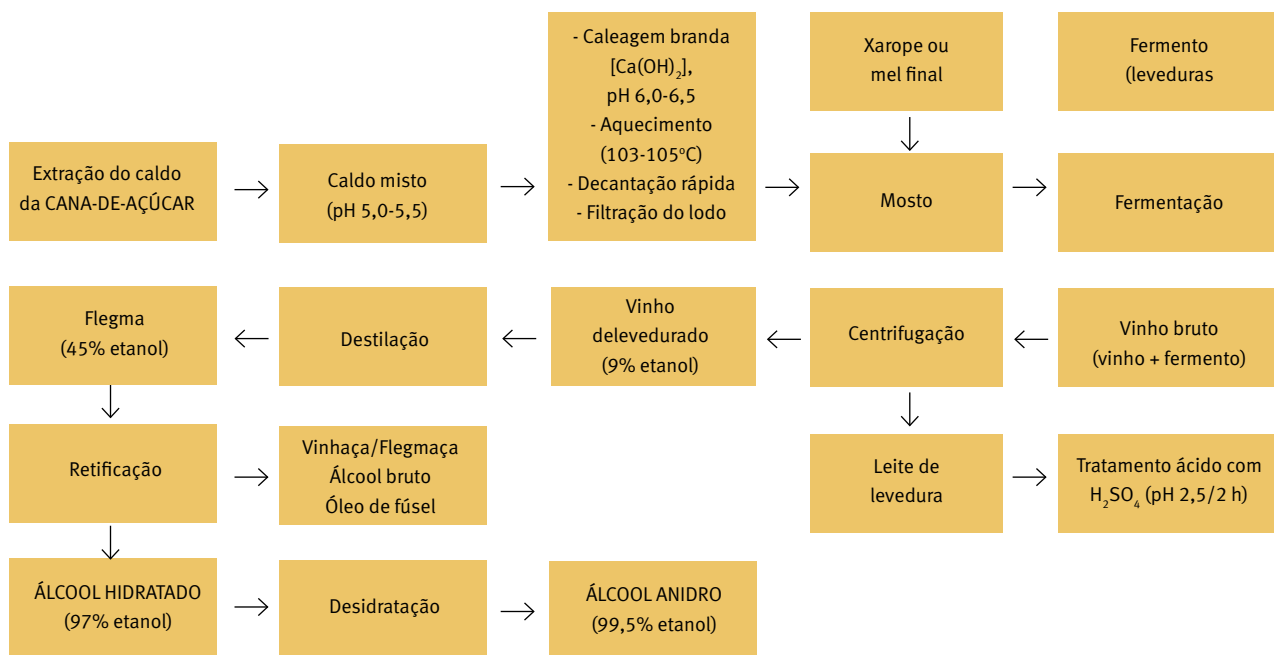 Extração do caldo
da CANA-DE-AÇÚCAR
Caldo misto
(pH 5,0-5,5)
- Caleagem branda
[Ca(OH)₂],
pH 6,0-6,5
- Aquecimento
(103-105ºC)
- Decantação rápida
- Filtração do lodo
Xarope ou
mel final
Mosto
Fermento
(leveduras
Fermentação
Vinho bruto
(vinho + fermento)
Centrifugação
Vinho
delevedurado
(9% etanol)
Destilação
Flegma
(45% etanol)
Leite de
levedura
Tratamento ácido com
H₂SO₄ (pH 2,5/2 h)
Retificação
Vinhaça/Flegmaça
Álcool bruto
Óleo de fúsel
ÁLCOOL HIDRATADO
(97% etanol)
Desidratação
ÁLCOOL ANIDRO
(99,5% etanol)